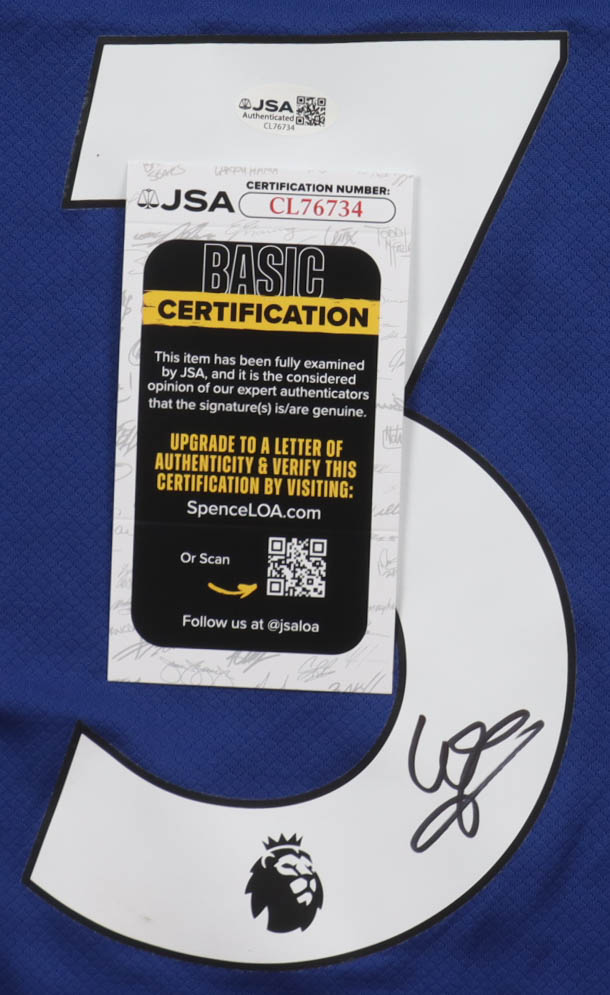 JSA
Authenticated
CL76734
JSA
CERTIFICATION NUMBER:
CL76734
BASIC
CERTIFICATION
This item has been fully examined
by JSA, and it is the considered
opinion of our expert authenticators
that the signature(s) is/are genuine.
UPGRADE TO A LETTER OF
AUTHENTICITY & VERIFY THIS
CERTIFICATION BY VISITING:
SpenceLOA.com
Or Scan
Follow us at @jsaloa
3